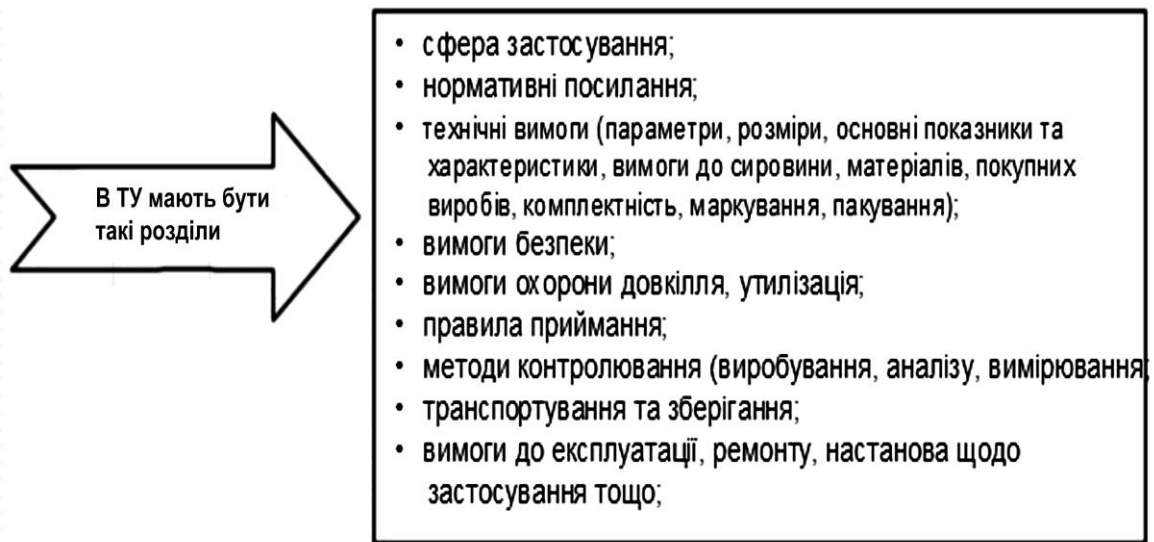 В ТУ мають бути
такі розділи
• сфера застосування;
• нормативні посилання;
• технічні вимоги (параметри, розміри, основні показники та
характеристики, вимоги до сировини, матеріалів, покупних
виробів, комплектність, маркування, пакування);
• вимоги безпеки;
• вимоги охорони довкілля, утилізація;
• правила приймання;
• методи контролювання (виробування, аналізу, вимірювання;
• транспортування та зберігання;
• вимоги до експлуатації, ремонту, настанова щодо
застосування тощо;